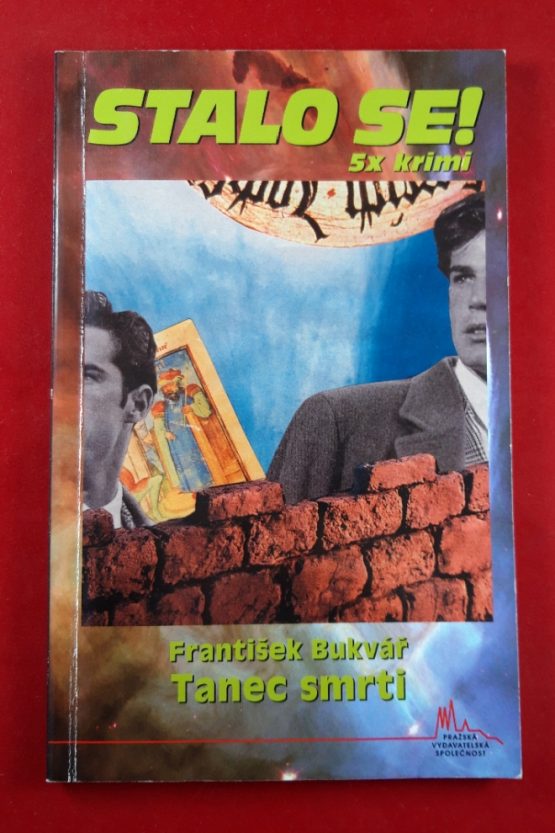 STALO SE!
5x krimi
František Bukvář
Tanec smrti
PRAŽSKÁ
VYDAVATELSKÁ
SPOLEČNOST